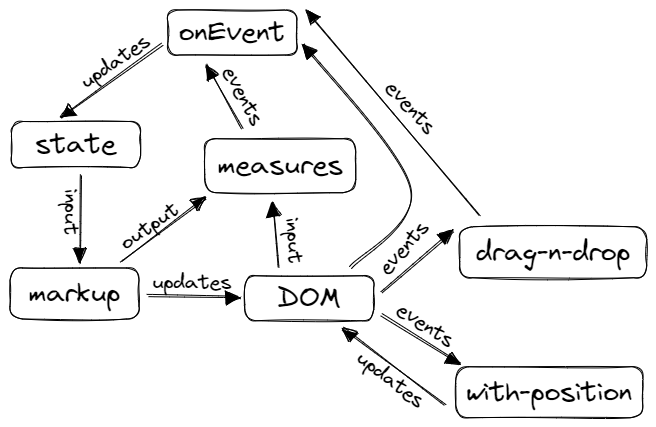 onEvent
updates
events
state
measures
events
input
output
input
events
drag-n-drop
markup
updates
DOM
events
updates
with-position